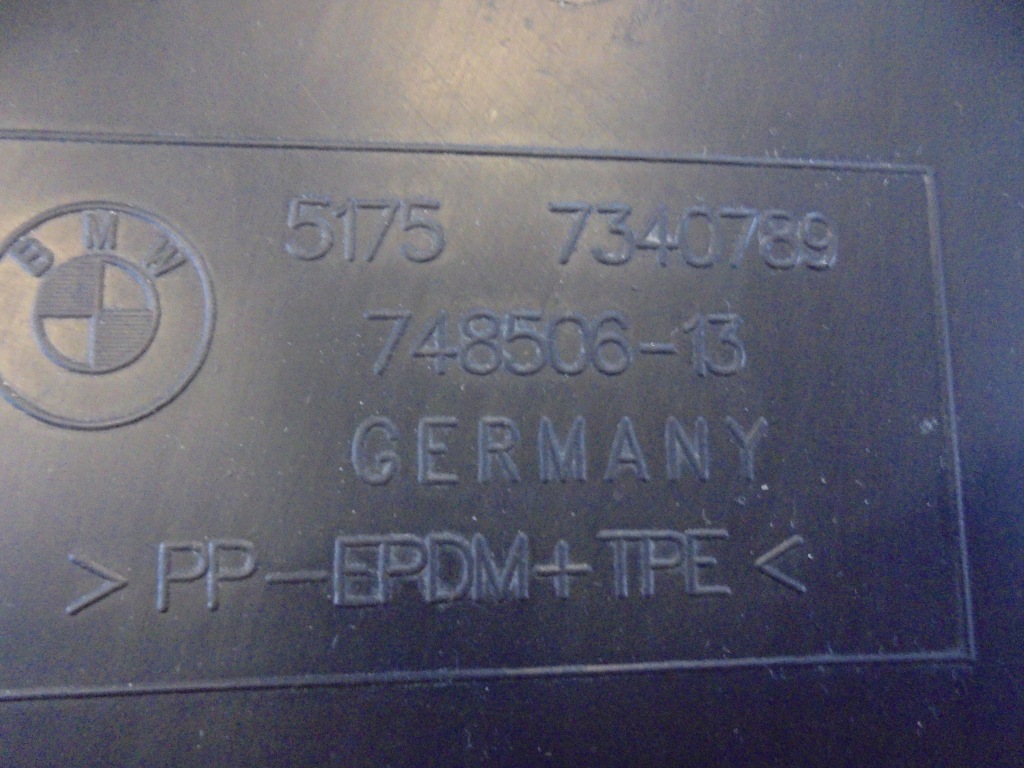 BMW
5175 7340789
748506-13
GERMANY
>PP-EPDM+TPE<